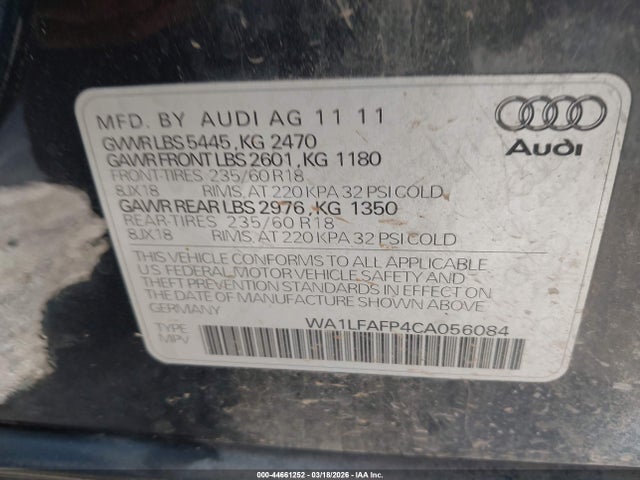 MFD. BY AUDI AG 11 11
GVWR LBS 5445 , KG 2470
GAWR FRONT LBS 2601 , KG 1180
FRONT-TIRES 235/60 R18
8JX18 RIMS, AT 220 KPA 32 PSI COLD
GAWR REAR LBS 2976 , KG 1350
REAR-TIRES 235/60 R18
8JX18 RIMS, AT 220 KPA 32 PSI COLD
THIS VEHICLE CONFORMS TO ALL APPLICABLE
U.S. FEDERAL MOTOR VEHICLE SAFETY AND
THEFT PREVENTION STANDARDS IN EFFECT ON
THE DATE OF MANUFACTURE SHOWN ABOVE
GERMANY
WA1LFAFP4CA056084
TYPE
MPV
Audi
000-44661252 | 03/18/2026 | IAA Inc.